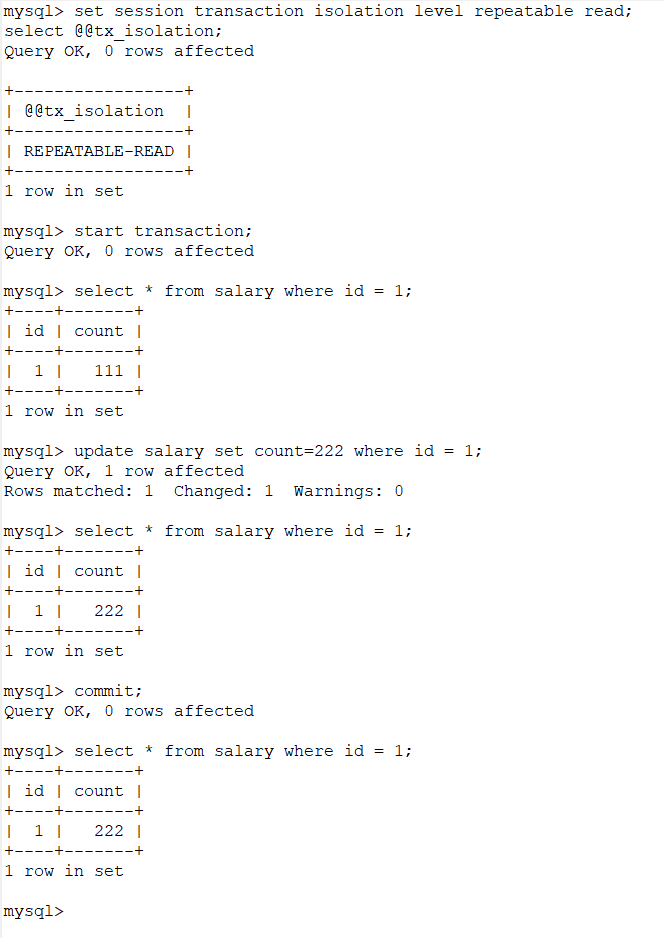 mysql> set session transaction isolation level repeatable read;
select @@tx_isolation;
Query OK, 0 rows affected

+-----------------+
| @@tx_isolation  |
+-----------------+
| REPEATABLE-READ |
+-----------------+
1 row in set

mysql> start transaction;
Query OK, 0 rows affected

mysql> select * from salary where id = 1;
+----+-------+
| id | count |
+----+-------+
|  1 |   111 |
+----+-------+
1 row in set

mysql> update salary set count=222 where id = 1;
Query OK, 1 row affected
Rows matched: 1  Changed: 1  Warnings: 0

mysql> select * from salary where id = 1;
+----+-------+
| id | count |
+----+-------+
|  1 |   222 |
+----+-------+
1 row in set

mysql> commit;
Query OK, 0 rows affected

mysql> select * from salary where id = 1;
+----+-------+
| id | count |
+----+-------+
|  1 |   222 |
+----+-------+
1 row in set

mysql>